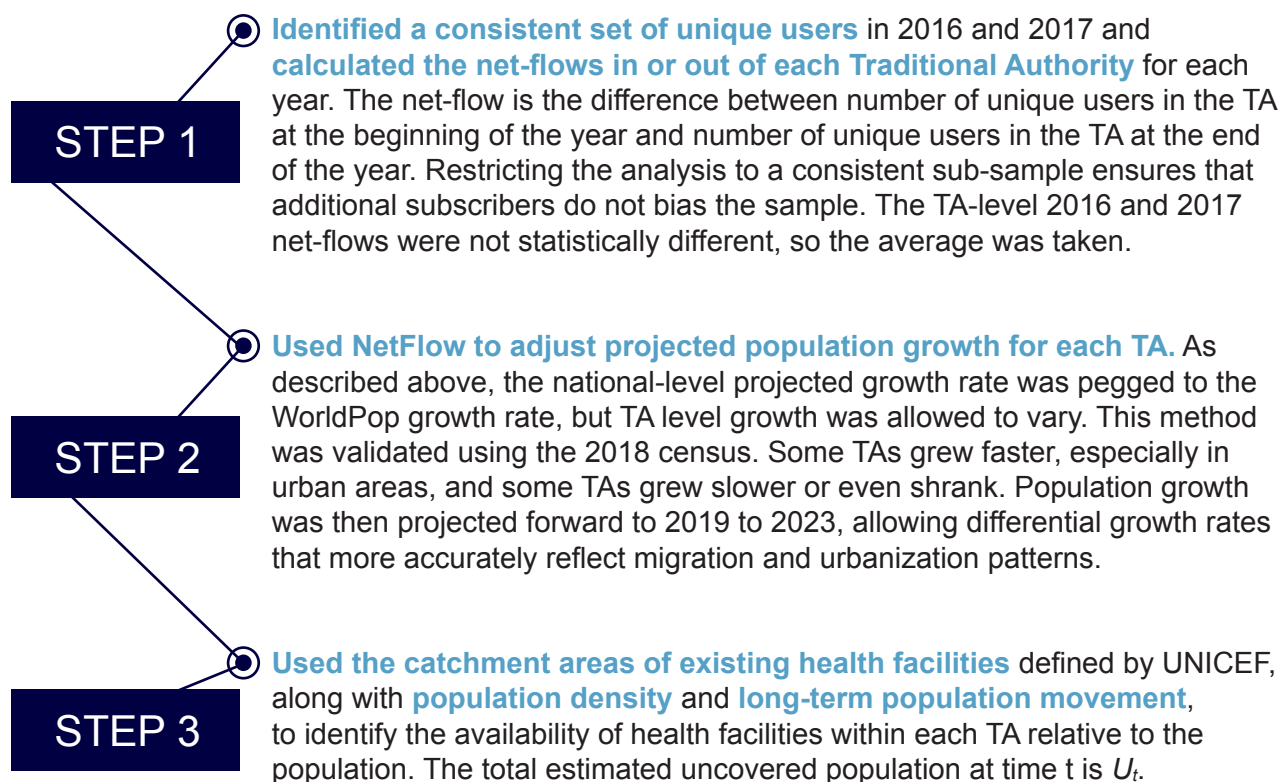 STEP 1
Identified a consistent set of unique users in 2016 and 2017 and
calculated the net-flows in or out of each Traditional Authority for each
year. The net-flow is the difference between number of unique users in the TA
at the beginning of the year and number of unique users in the TA at the end
of the year. Restricting the analysis to a consistent sub-sample ensures that
additional subscribers do not bias the sample. The TA-level 2016 and 2017
net-flows were not statistically different, so the average was taken.
STEP 2
Used NetFlow to adjust projected population growth for each TA. As
described above, the national-level projected growth rate was pegged to the
WorldPop growth rate, but TA level growth was allowed to vary. This method
was validated using the 2018 census. Some TAs grew faster, especially in
urban areas, and some TAs grew slower or even shrank. Population growth
was then projected forward to 2019 to 2023, allowing differential growth rates
that more accurately reflect migration and urbanization patterns.
STEP 3
Used the catchment areas of existing health facilities defined by UNICEF,
along with population density and long-term population movement,
to identify the availability of health facilities within each TA relative to the
population. The total estimated uncovered population at time t is Uₜ.